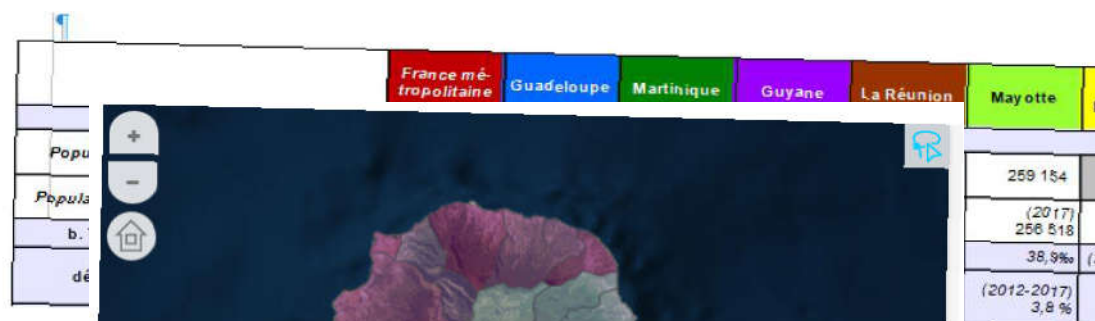 ¶
France mé-
tropolitaine
Guadeloupe
Martinique
Guyane
La Réunion
Mayotte
+
Popu
259 154
−
Popula
(2017)
256 518
b.
38,9‰
(
dé
(2012-2017)
3,8 %